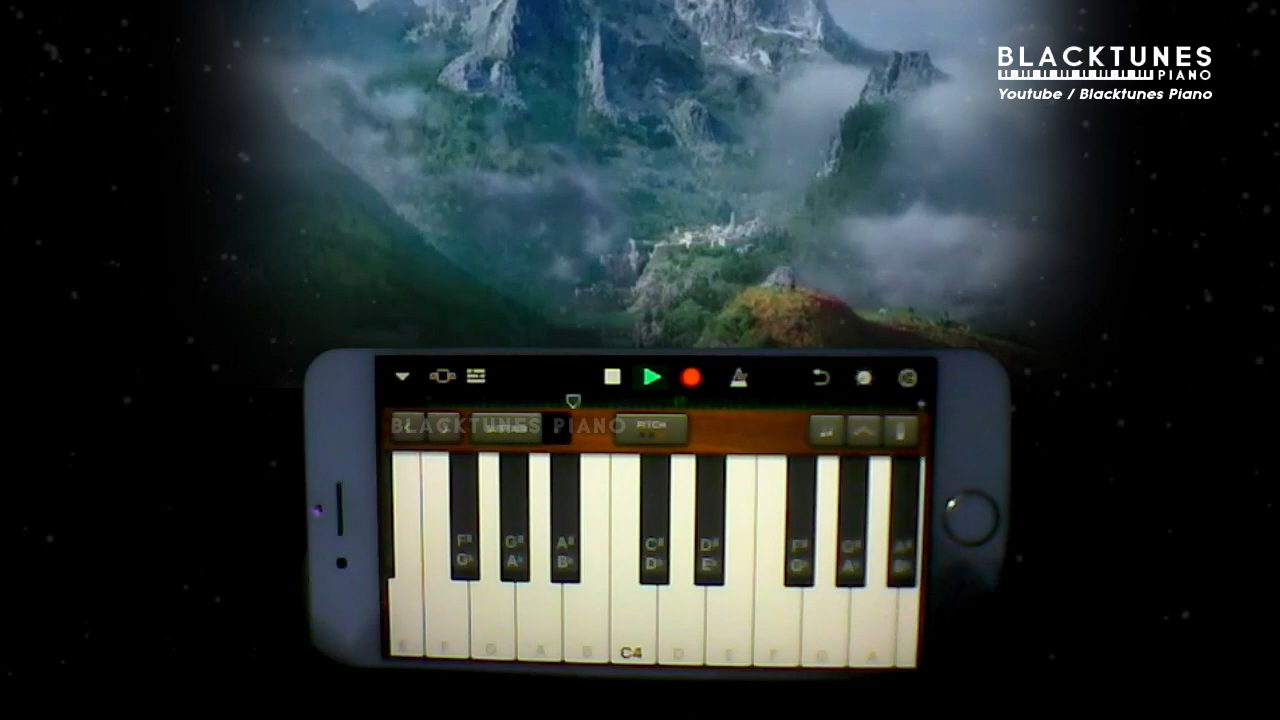 BLACKTUNES
PIANO
Youtube / Blacktunes Piano
BLACKTUNES PIANO
PITCH
F# G# A# C# D# F# G# A#
G♭ A♭ B♭ D♭ E♭ G♭ A♭ B♭
E F G A B C4 D E F G A